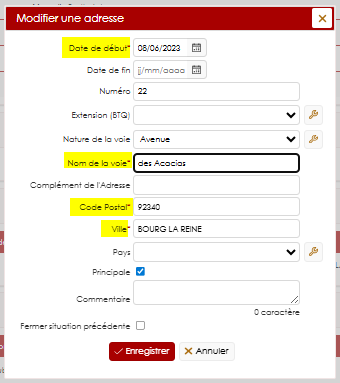 Modifier une adresse
Date de début* 08/06/2023
Date de fin jj/mm/aaaa
Numéro 22
Extension (BTQ)
Nature de la voie Avenue
Nom de la voie* des Acacias
Complément de l'Adresse
Code Postal* 92340
Ville* BOURG LA REINE
Pays
Principale
Commentaire
0 caractère
Fermer situation précédente
Enregistrer Annuler